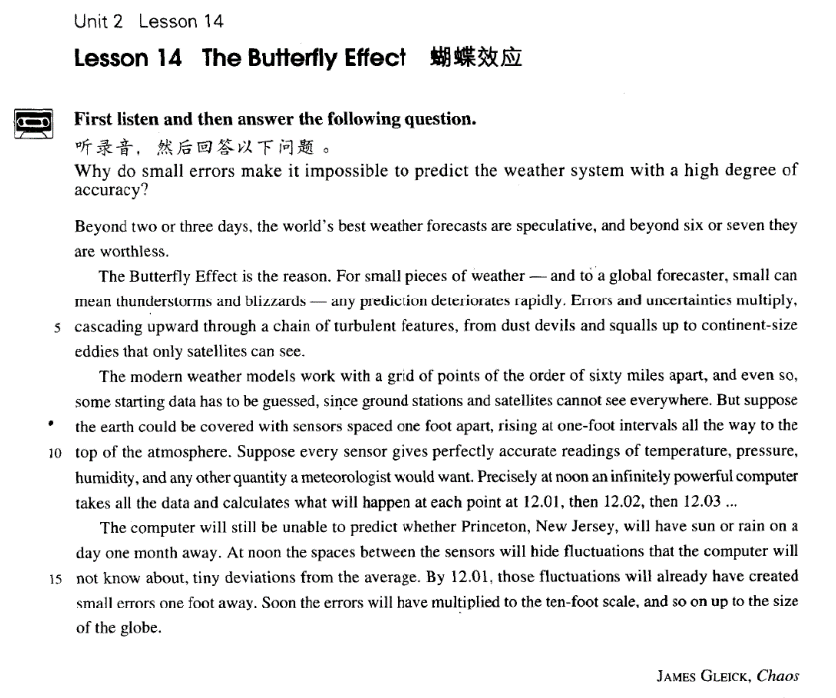 Unit 2 Lesson 14
Lesson 14 The Butterfly Effect 蝴蝶效应
First listen and then answer the following question.
听录音，然后回答以下问题。
Why do small errors make it impossible to predict the weather system with a high degree of
accuracy?
Beyond two or three days, the world's best weather forecasts are speculative, and beyond six or seven they
are worthless.
The Butterfly Effect is the reason. For small pieces of weather — and to a global forecaster, small can
mean thunderstorms and blizzards — any prediction deteriorates rapidly. Errors and uncertainties multiply,
5 cascading upward through a chain of turbulent features, from dust devils and squalls up to continent-size
eddies that only satellites can see.
The modern weather models work with a grid of points of the order of sixty miles apart, and even so,
some starting data has to be guessed, since ground stations and satellites cannot see everywhere. But suppose
the earth could be covered with sensors spaced one foot apart, rising at one-foot intervals all the way to the
10 top of the atmosphere. Suppose every sensor gives perfectly accurate readings of temperature, pressure,
humidity, and any other quantity a meteorologist would want. Precisely at noon an infinitely powerful computer
takes all the data and calculates what will happen at each point at 12.01, then 12.02, then 12.03 ...
The computer will still be unable to predict whether Princeton, New Jersey, will have sun or rain on a
day one month away. At noon the spaces between the sensors will hide fluctuations that the computer will
15 not know about, tiny deviations from the average. By 12.01, those fluctuations will already have created
small errors one foot away. Soon the errors will have multiplied to the ten-foot scale, and so on up to the size
of the globe.
JAMES GLEICK, Chaos